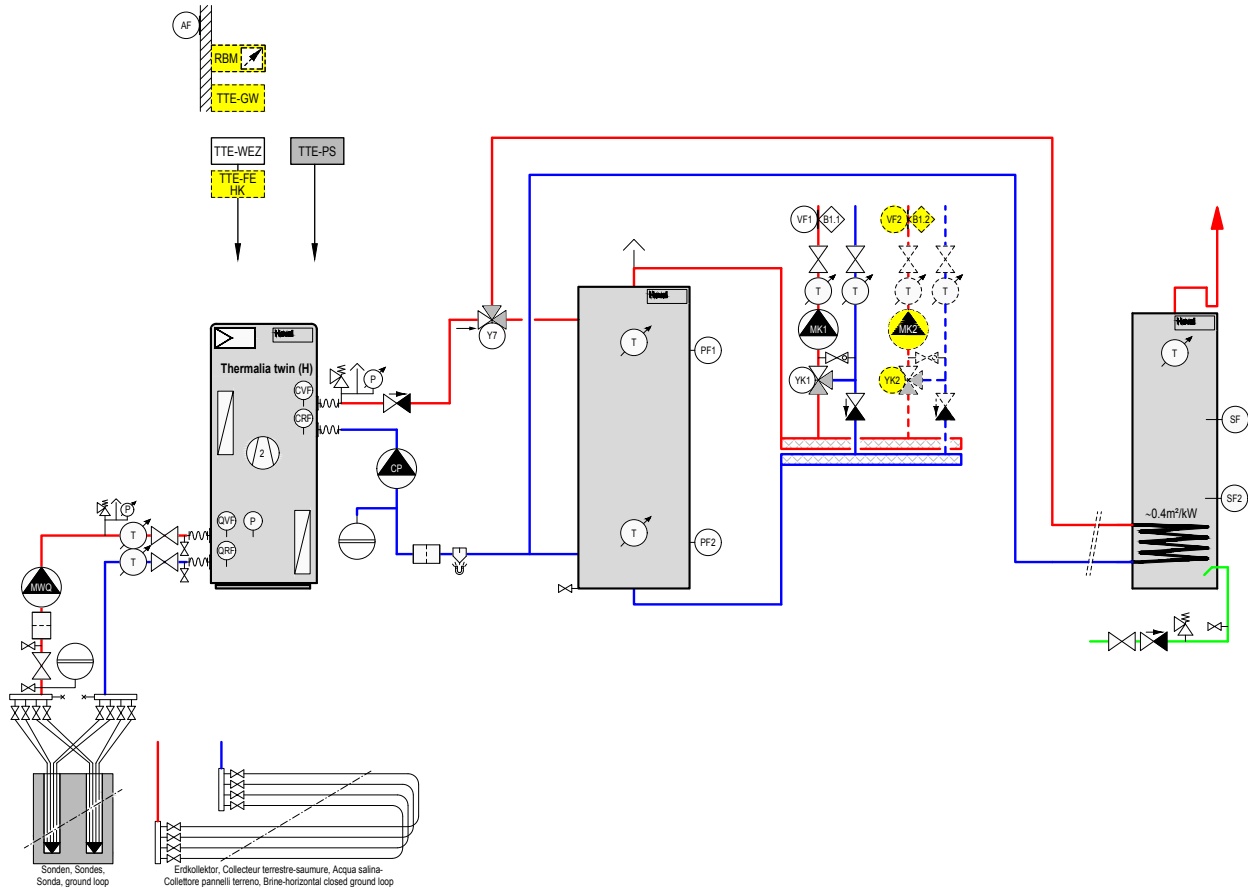 AF
RBM
TTE-GW
TTE-WEZ
TTE-PS
TTE-FE
HK
VF1
B1.1
VF2
B1.2
T
T
T
T
MK1
MK2
YK1
YK2
Y7
T
PF1
T
PF2
Thermalia twin (H)
CVF
CRF
P
2
QVF
P
QRF
CP
P
T
T
MWQ
T
SF
SF2
~0.4m²/kW
Sonden, Sondes,
Sonda, ground loop
Erdkollektor, Collecteur terrestre-saumure, Acqua salina-
Collettore pannelli terreno, Brine-horizontal closed ground loop